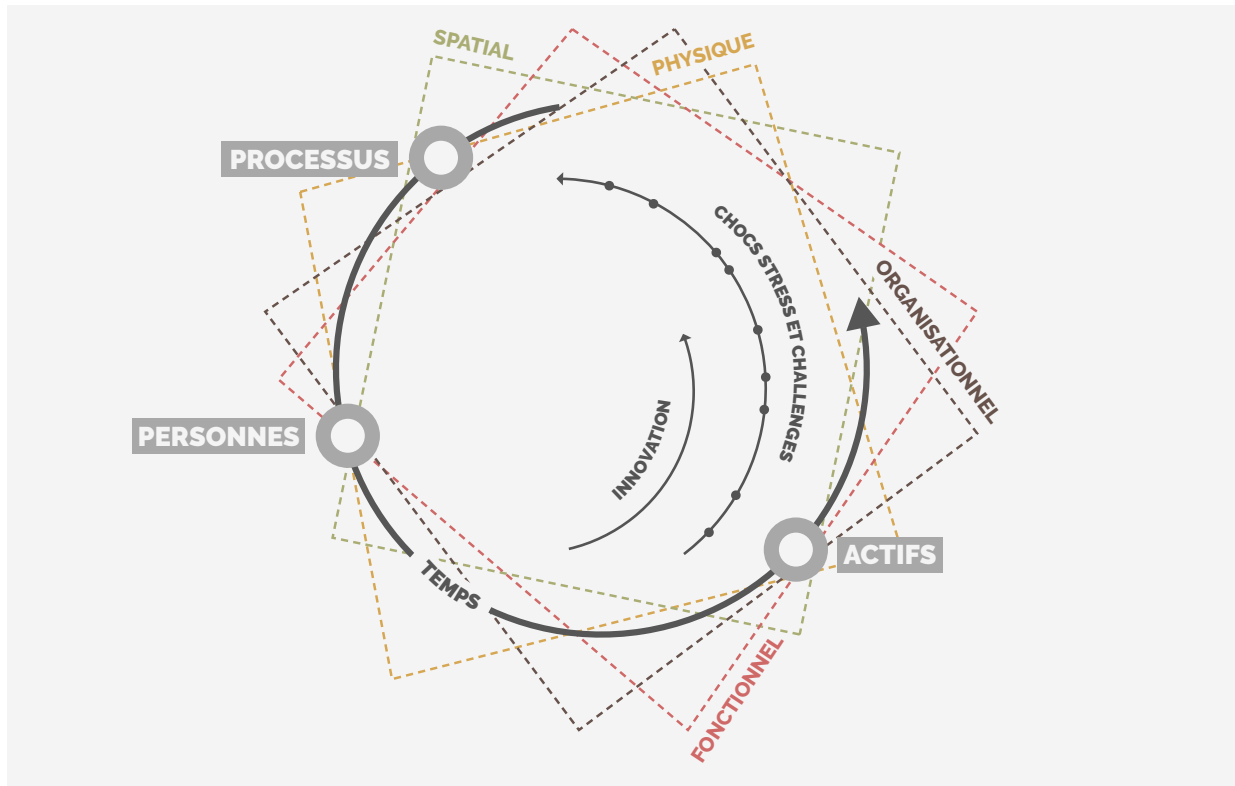 SPATIAL
PHYSIQUE
PROCESSUS
CHOCS STRESS ET CHALLENGES
ORGANISATIONNEL
INNOVATION
PERSONNES
ACTIFS
TEMPS
FONCTIONNEL